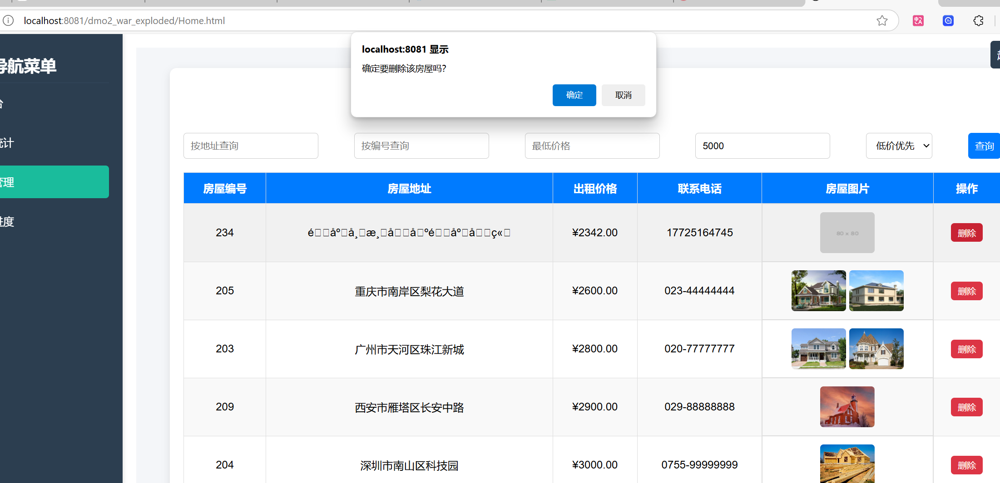 localhost:8081/dmo2_war_exploded/Home.html
localhost:8081 显示
确定要删除该房屋吗?
确定 取消
导航菜单
台
统计
管理
进度
按地址查询 按编号查询 最低价格 5000 低价优先 查询
房屋编号 房屋地址 出租价格 联系电话 房屋图片 操作
234 ¥2342.00 17725164745 80 x 80 删除
205 重庆市南岸区梨花大道 ¥2600.00 023-44444444 删除
203 广州市天河区珠江新城 ¥2800.00 020-77777777 删除
209 西安市雁塔区长安中路 ¥2900.00 029-88888888 删除
204 深圳市南山区科技园 ¥3000.00 0755-99999999 删除